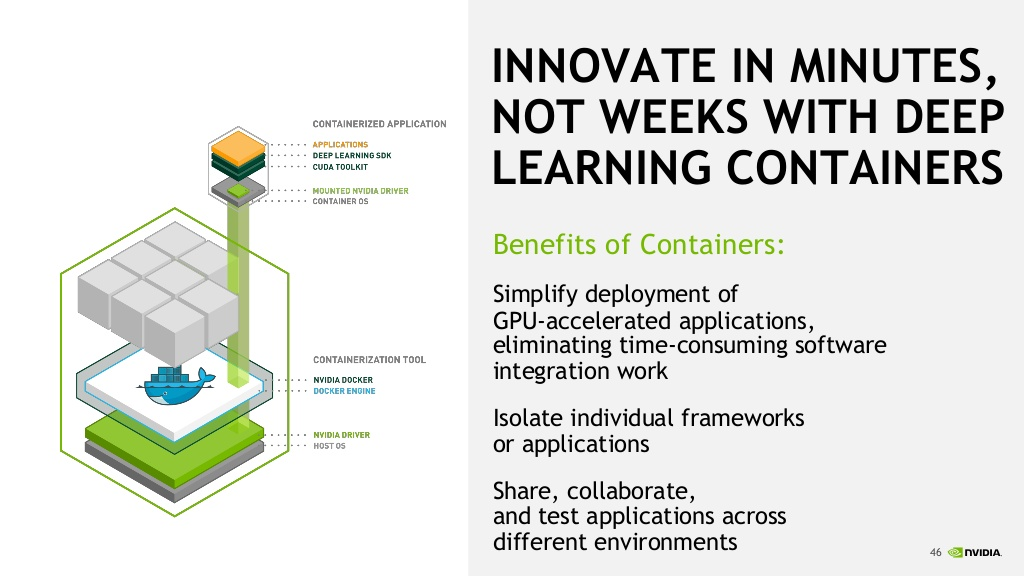 CONTAINERIZED APPLICATION
APPLICATIONS
DEEP LEARNING SDK
CUDA TOOLKIT
MOUNTED NVIDIA DRIVER
CONTAINER OS
CONTAINERIZATION TOOL
NVIDIA DOCKER
DOCKER ENGINE
NVIDIA DRIVER
HOST OS
INNOVATE IN MINUTES,
NOT WEEKS WITH DEEP
LEARNING CONTAINERS
Benefits of Containers:
Simplify deployment of
GPU-accelerated applications,
eliminating time-consuming software
integration work
Isolate individual frameworks
or applications
Share, collaborate,
and test applications across
different environments
46 NVIDIA.